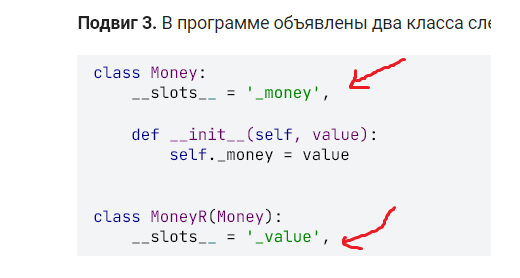 Подвиг 3. В программе объявлены два класса
class Money:
    __slots__ = '_money',
    def __init__(self, value):
        self._money = value
class MoneyR(Money):
    __slots__ = '_value',